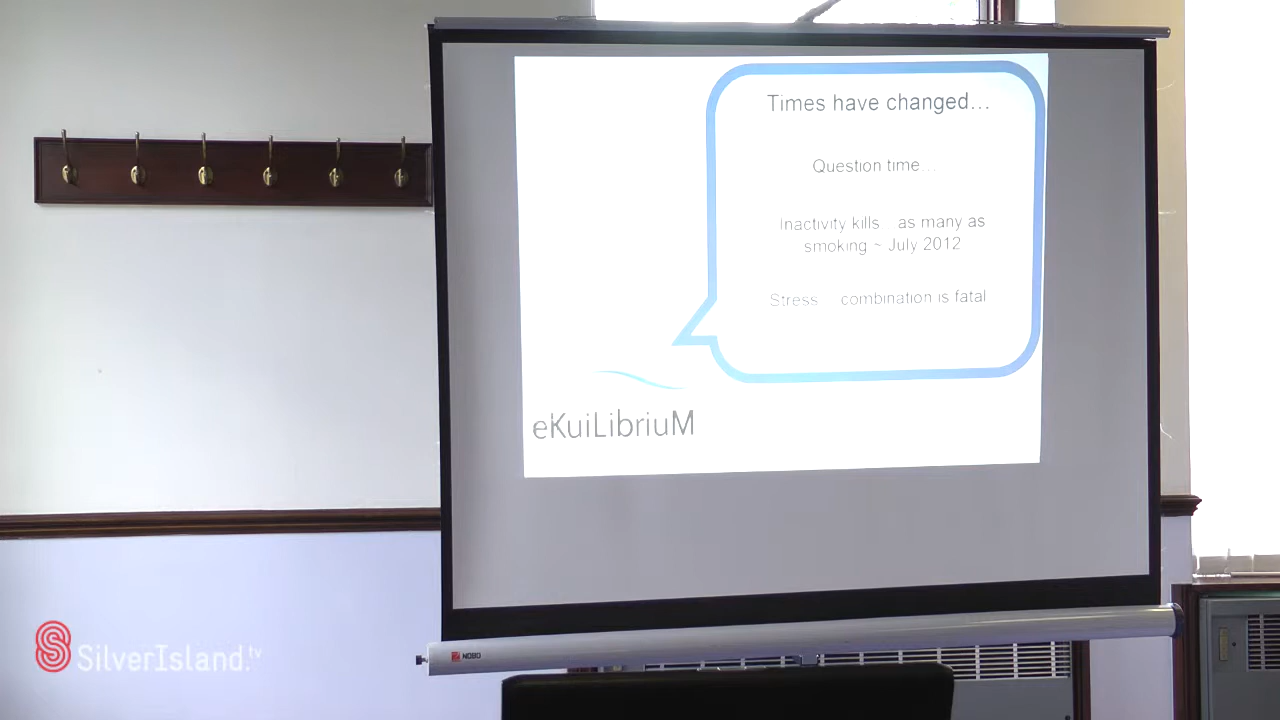 Times have changed...
Question time...
Inactivity kills as many as
smoking ~ July 2012
Stress combination is fatal
eKuiLibriuM
NOBO
SilverIsland.tv